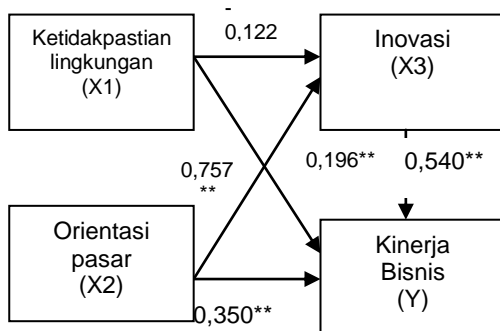 -
0,122
Ketidakpastian
lingkungan
(X1)
Inovasi
(X3)
0,757
**
0,196**
0,540**
Orientasi
pasar
(X2)
Kinerja
Bisnis
(Y)
0,350**